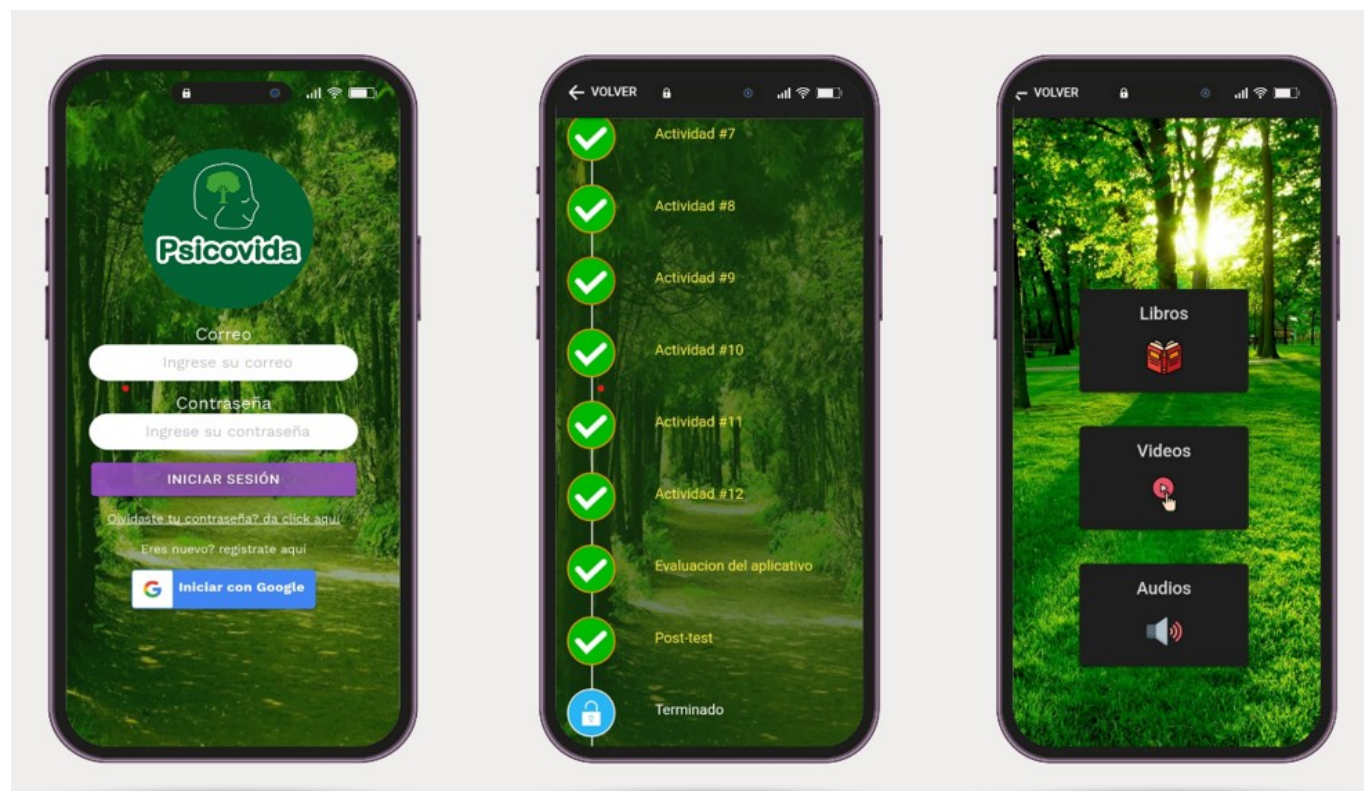 Psicovida
Correo
Ingrese su correo
Contraseña
Ingrese su contraseña
INICIAR SESIÓN
Olvidaste tu contraseña? da click aqui
Eres nuevo? registrate aqui
G Iniciar con Google
← VOLVER
Actividad #7
Actividad #8
Actividad #9
Actividad #10
Actividad #11
Actividad #12
Evaluacion del aplicativo
Post-test
Terminado
← VOLVER
Libros
Videos
Audios